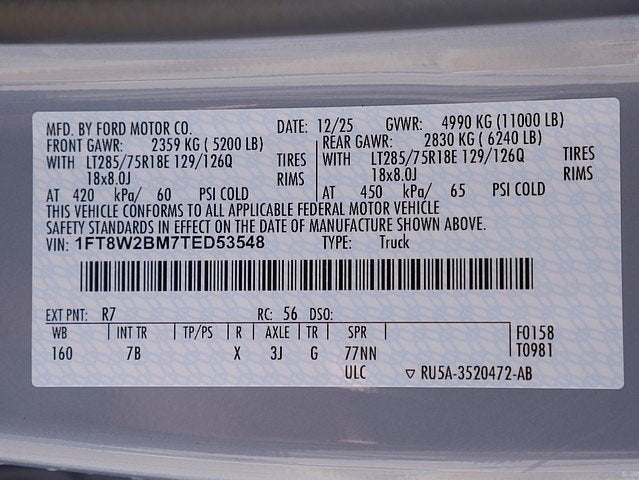 MFD. BY FORD MOTOR CO. DATE: 12/25 GVWR: 4990 KG (11000 LB)
FRONT GAWR: 2359 KG ( 5200 LB) REAR GAWR: 2830 KG ( 6240 LB)
WITH LT285/75R18E 129/126Q TIRES WITH LT285/75R18E 129/126Q TIRES
18x8.0J RIMS 18x8.0J RIMS
AT 420 kPa/ 60 PSI COLD AT 450 kPa/ 65 PSI COLD
THIS VEHICLE CONFORMS TO ALL APPLICABLE FEDERAL MOTOR VEHICLE
SAFETY STANDARDS IN EFFECT ON THE DATE OF MANUFACTURE SHOWN ABOVE.
VIN: 1FT8W2BM7TED53548 TYPE: Truck
EXT PNT: R7 RC: 56 DSO:
WB INT TR TP/PS R AXLE TR SPR F0158
160 7B X 3J G 77NN T0981
ULC ▽ RU5A-3520472-AB